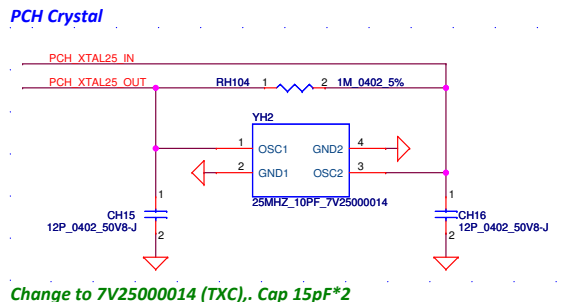 PCH Crystal
PCH_XTAL25_IN
PCH_XTAL25_OUT
RH104 1 2 1M_0402_5%
YH2
1 OSC1 GND2 4
2 GND1 OSC2 3
25MHZ_10PF_7V25000014
1 1
CH15 CH16
12P_0402_50V8-J 12P_0402_50V8-J
2 2
Change to 7V25000014 (TXC),. Cap 15pF*2